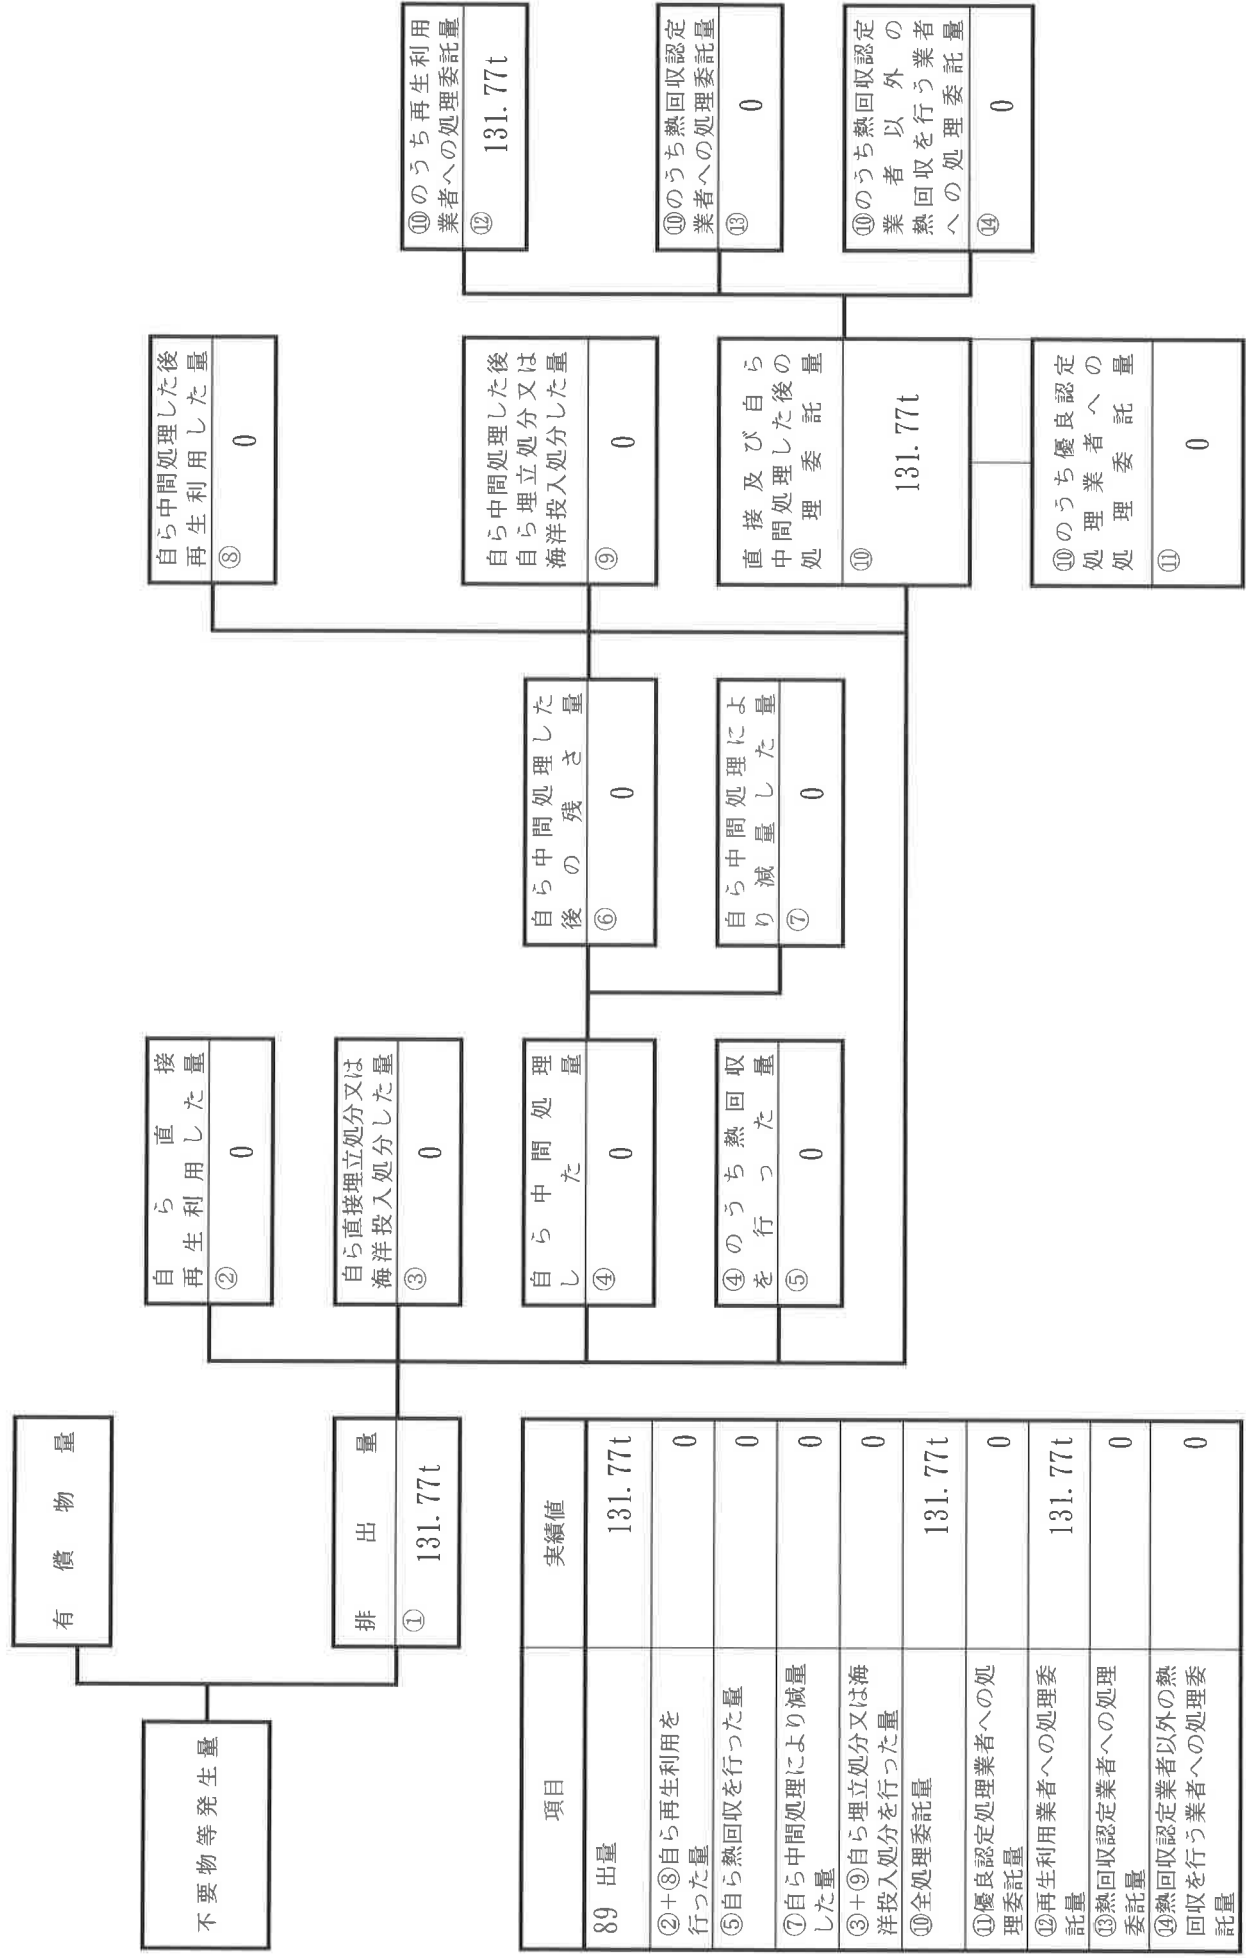 不要物等発生量
有償物量
排出量
① 131.77t
自ら直接
再生利用した量
② 0
自ら直接埋立処分又は
海洋投入処分した量
③ 0
自ら中間処理
した量
④ 0
④のうち熱回収
を行った量
⑤ 0
自ら中間処理した
後の残さ量
⑥ 0
自ら中間処理によ
り減量した量
⑦ 0
自ら中間処理した後
再生利用した量
⑧ 0
自ら中間処理した後
自ら埋立処分又は
海洋投入処分した量
⑨ 0
直接及び自ら
中間処理した後の
処理委託量
⑩ 131.77t
⑩のうち優良認定
処理業者への
処理委託量
⑪ 0
⑩のうち再生利用
業者への処理委託量
⑫ 131.77t
⑩のうち熱回収認定
業者への処理委託量
⑬ 0
⑩のうち熱回収認定
業者以外の
熱回収を行う業者
への処理委託量
⑭ 0
項目 実績値
89 出量 131.77t
②+⑧自ら再生利用を
行った量 0
⑤自ら熱回収を行った量 0
⑦自ら中間処理により減量
した量 0
③+⑨自ら埋立処分又は海
洋投入処分を行った量 0
⑩全処理委託量 131.77t
⑪優良認定処理業者への処
理委託量 0
⑫再生利用業者への処理委
託量 131.77t
⑬熱回収認定業者への処理
委託量 0
⑭熱回収認定業者以外の熱
回収を行う業者への処理委
託量 0